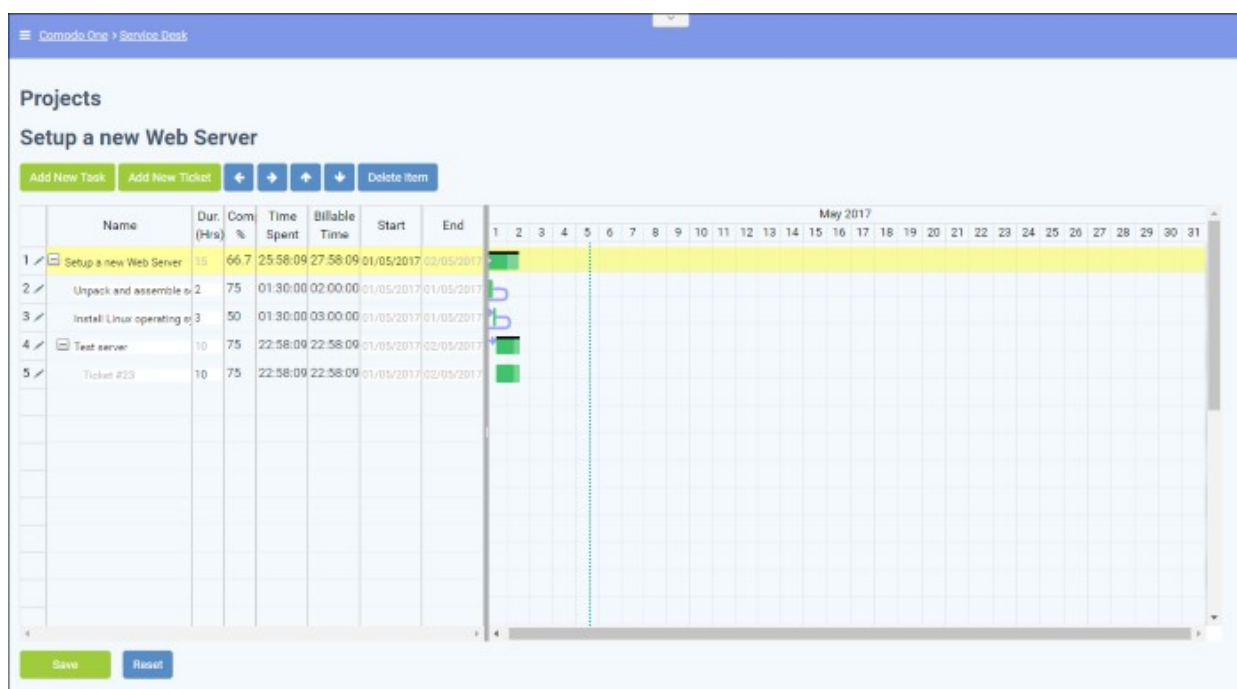 Comodo One > Service Desk
Projects
Setup a new Web Server
Add New Task Add New Ticket Delete Item
Name Dur. (Hrs) Com % Time Spent Billable Time Start End May 2017
1 2 3 4 5 6 7 8 9 10 11 12 13 14 15 16 17 18 19 20 21 22 23 24 25 26 27 28 29 30 31
1 Setup a new Web Server 15 66.7 25:58:09 27:58:09 01/05/2017 02/05/2017
2 Unpack and assemble se 2 75 01:30:00 02:00:00 01/05/2017 01/05/2017
3 Install Linux operating sy 3 50 01:30:00 03:00:00 01/05/2017 01/05/2017
4 Test server 10 75 22:58:09 22:58:09 01/05/2017 02/05/2017
5 Ticket #23 10 75 22:58:09 22:58:09 01/05/2017 02/05/2017
Save Reset